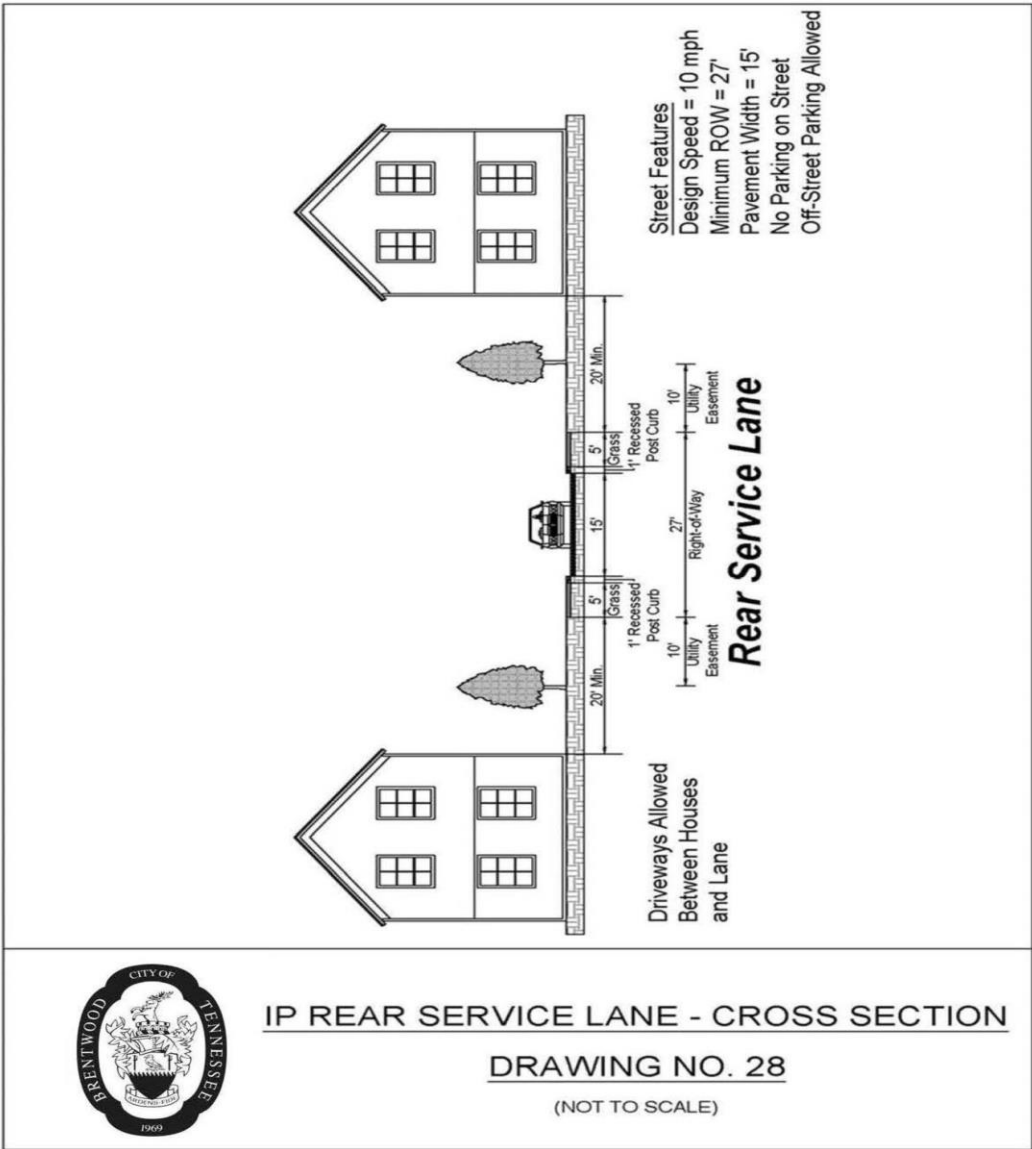 Street Features
Design Speed = 10 mph
Minimum ROW = 27'
Pavement Width = 15'
No Parking on Street
Off-Street Parking Allowed
20' Min.
5'
Grass
1' Recessed
Post Curb
15'
5'
Grass
1' Recessed
Post Curb
20' Min.
10'
Utility
Easement
27'
Right-of-Way
10'
Utility
Easement
Rear Service Lane
Driveways Allowed
Between Houses
and Lane
CITY OF
BRENTWOOD
TENNESSEE
1969
IP REAR SERVICE LANE - CROSS SECTION
DRAWING NO. 28
(NOT TO SCALE)